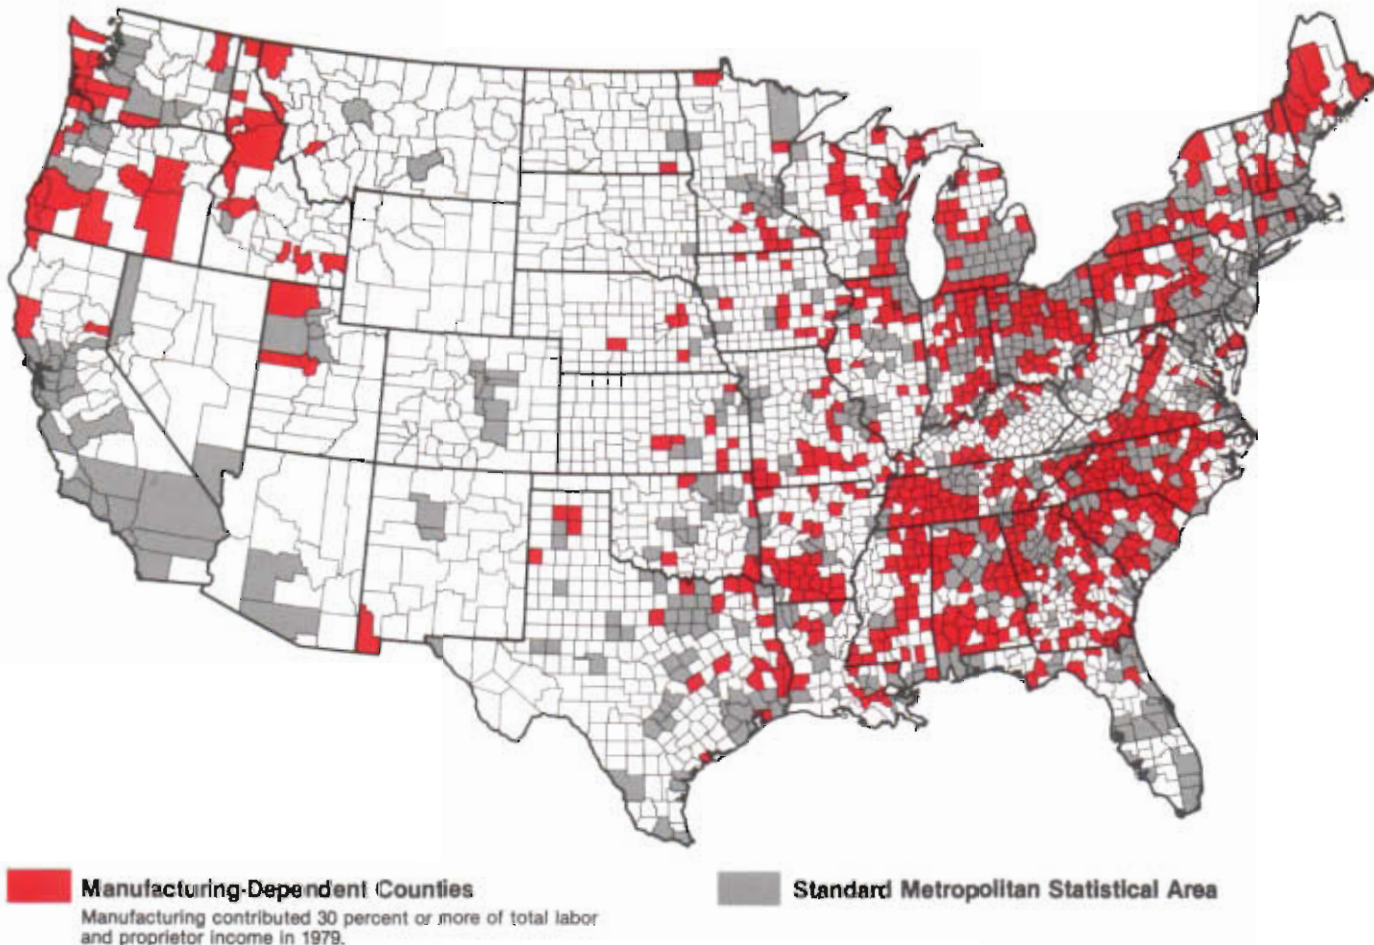 Manufacturing-Dependent Counties
Manufacturing contributed 30 percent or more of total labor
and proprietor income in 1979.
Standard Metropolitan Statistical Area